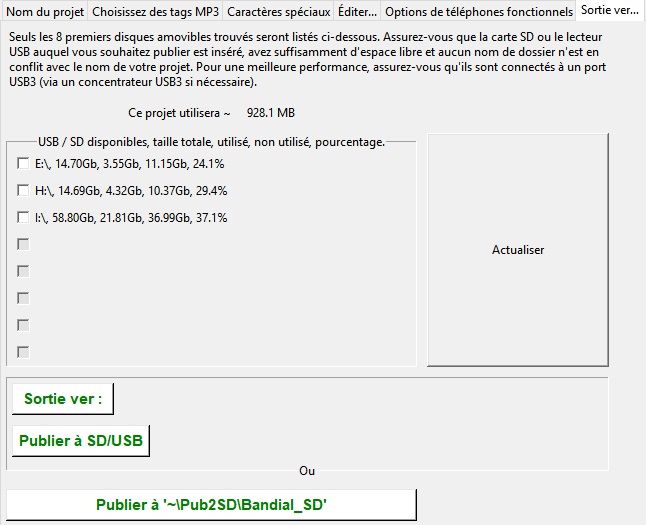 Nom du projet Choisissez des tags MP3 Caractères spéciaux Éditer... Options de téléphones fonctionnels Sortie ver...
Seuls les 8 premiers disques amovibles trouvés seront listés ci-dessous. Assurez-vous que la carte SD ou le lecteur
USB auquel vous souhaitez publier est inséré, avez suffisamment d'espace libre et aucun nom de dossier n'est en
conflit avec le nom de votre projet. Pour une meilleure performance, assurez-vous qu'ils sont connectés à un port
USB3 (via un concentrateur USB3 si nécessaire).
Ce projet utilisera ~ 928.1 MB
USB / SD disponibles, taille totale, utilisé, non utilisé, pourcentage.
E:\, 14.70Gb, 3.55Gb, 11.15Gb, 24.1%
H:\, 14.69Gb, 4.32Gb, 10.37Gb, 29.4%
I:\, 58.80Gb, 21.81Gb, 36.99Gb, 37.1%
Actualiser
Sortie ver :
Publier à SD/USB
Ou
Publier à '~\Pub2SD\Bandial_SD'